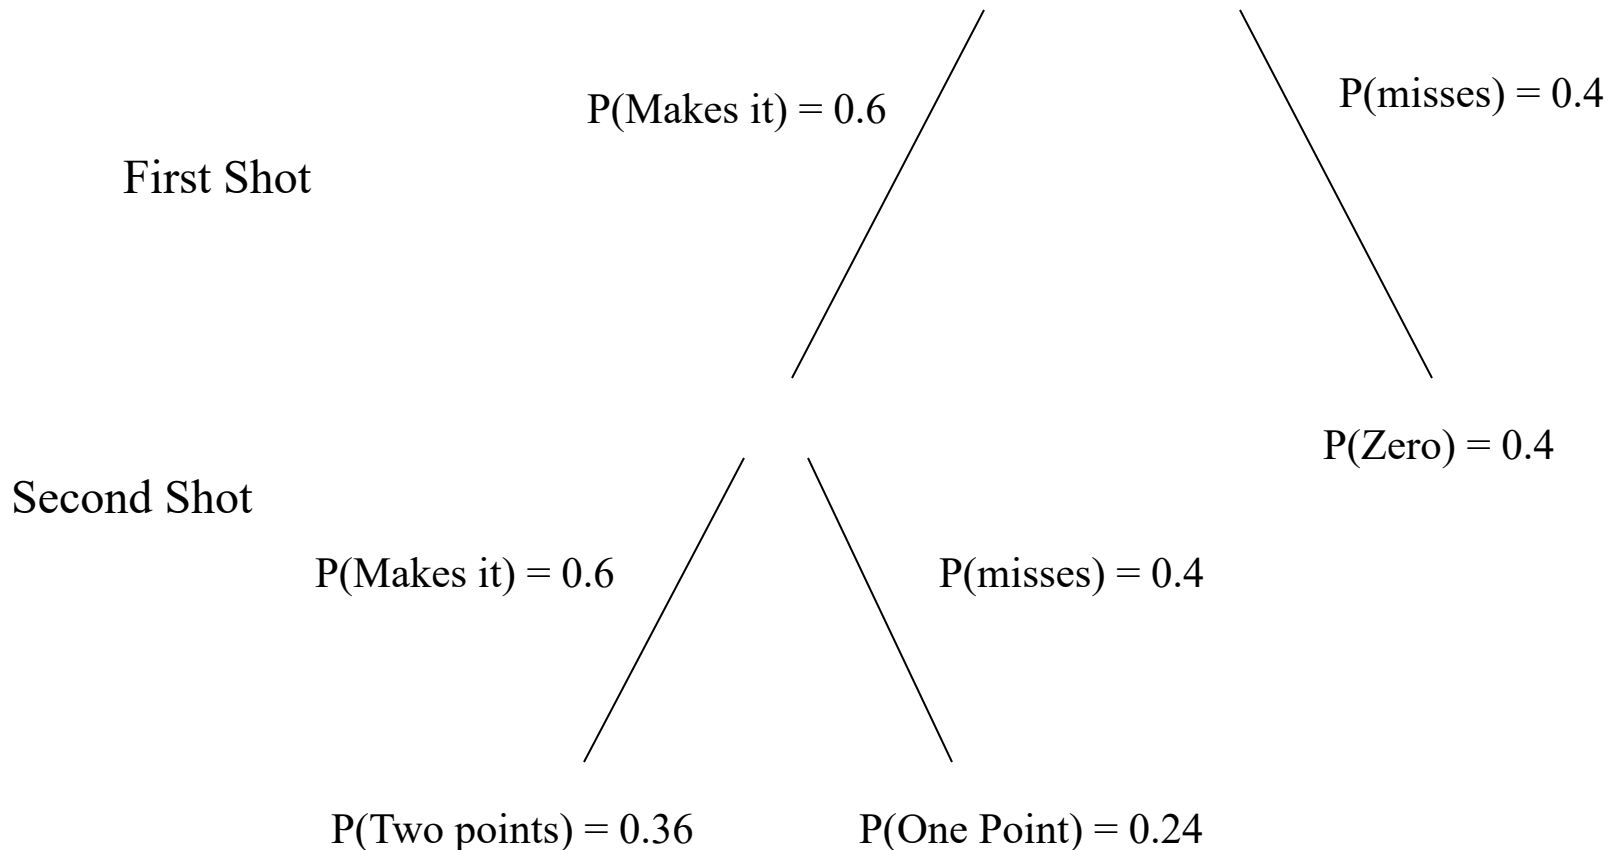 P(Makes it) = 0.6
P(misses) = 0.4
First Shot
P(Zero) = 0.4
Second Shot
P(Makes it) = 0.6
P(misses) = 0.4
P(Two points) = 0.36
P(One Point) = 0.24